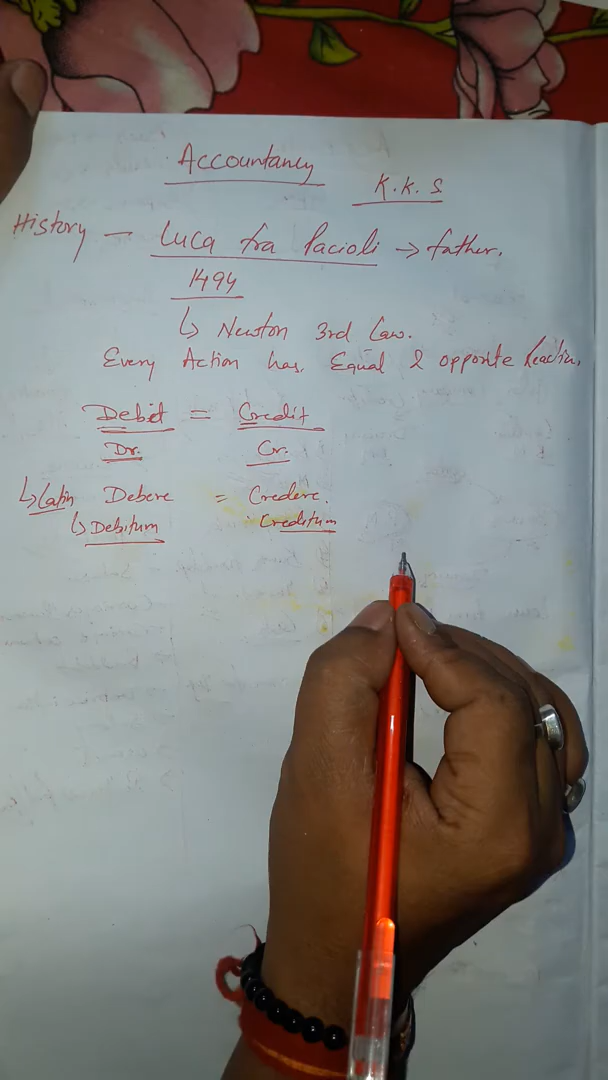 Accountancy
K.K.S
History – Luca fra Pacioli → father.
1494
↳ Newton 3rd Law.
Every Action has, Equal & opposite Reaction.
Debit = Credit
Dr. Cr.
↳ Latin Debere = Credere.
↳ Debitum Creditum